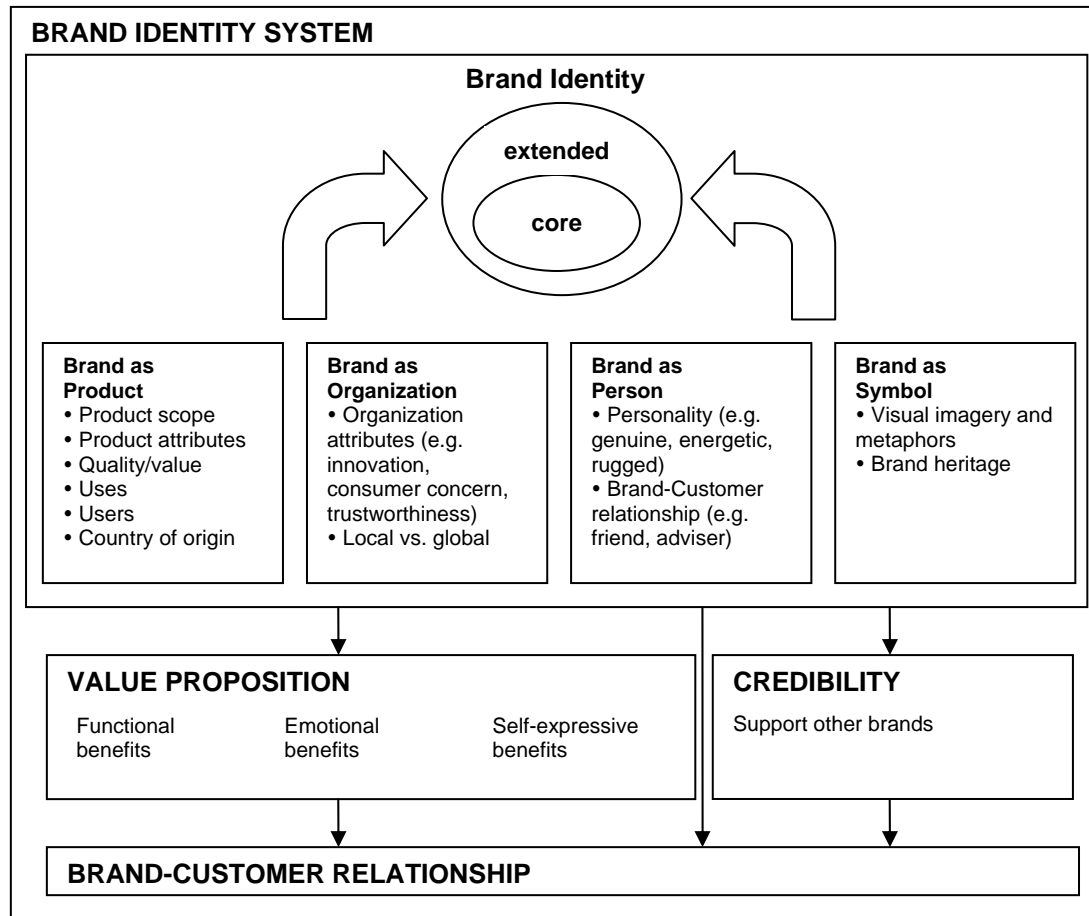 BRAND IDENTITY SYSTEM
Brand Identity
extended
core
Brand as
Product
• Product scope
• Product attributes
• Quality/value
• Uses
• Users
• Country of origin
Brand as
Organization
• Organization
attributes (e.g.
innovation,
consumer concern,
trustworthiness)
• Local vs. global
Brand as
Person
• Personality (e.g.
genuine, energetic,
rugged)
• Brand-Customer
relationship (e.g.
friend, adviser)
Brand as
Symbol
• Visual imagery and
metaphors
• Brand heritage
VALUE PROPOSITION
Functional
benefits
Emotional
benefits
Self-expressive
benefits
CREDIBILITY
Support other brands
BRAND-CUSTOMER RELATIONSHIP